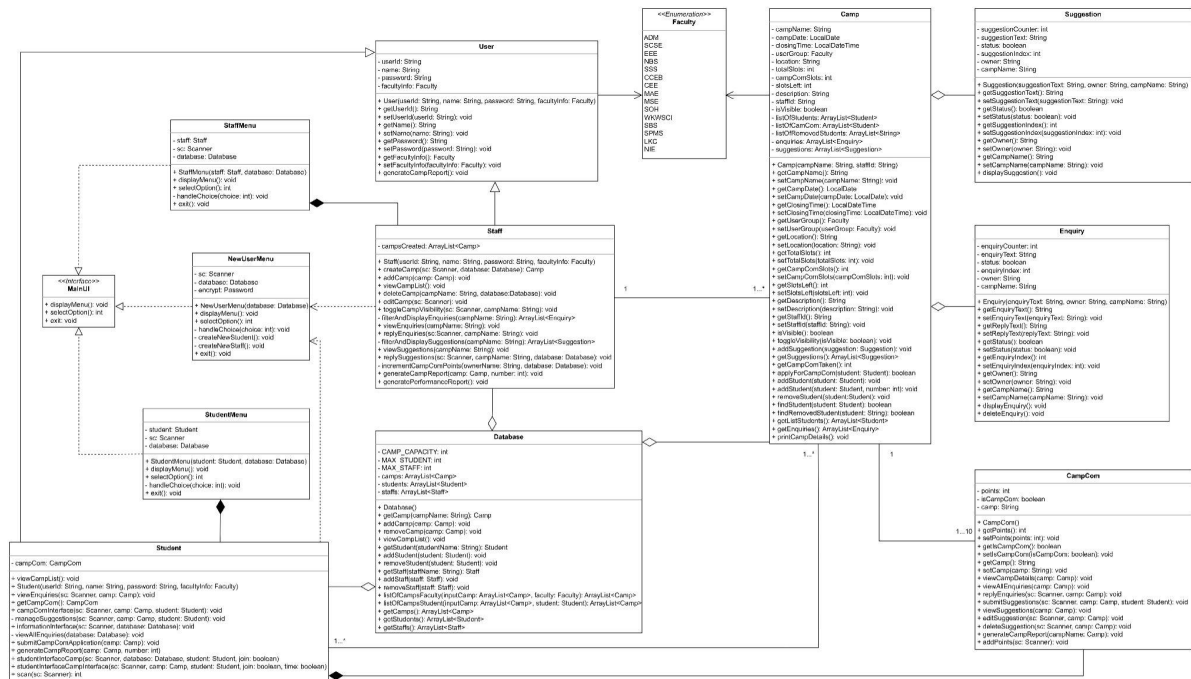 User
- userId: String
- name: String
- password: String
- facultyInfo: Faculty
+ User(userId: String, name: String, password: String, facultyInfo: Faculty)
+ getUserId(): String
+ setUserId(userId: String): void
+ getName(): String
+ setName(name: String): void
+ getPassword(): String
+ setPassword(password: String): void
+ getFacultyInfo(): Faculty
+ setFacultyInfo(facultyInfo: Faculty): void
+ generateCampReport(): void
<<Enumeration>>
Faculty
ADM
SCSE
EEE
NBS
SSS
CCEB
CEE
MAE
MSE
SOH
WKWSCI
SBS
SPMS
LKC
NIE
Camp
- campName: String
- campDate: LocalDate
- closingTime: LocalDateTime
- userGroup: Faculty
- location: String
- totalSlots: int
- campComSlots: int
- slotsLeft: int
- description: String
- staffId: String
- isVisible: boolean
- listOfStudents: ArrayList<Student>
- listOfCamCom: ArrayList<Student>
- listOfRemovedStudents: ArrayList<String>
- enquiries: ArrayList<Enquiry>
- suggestions: ArrayList<Suggestion>
+ Camp(campName: String, staffId: String)
+ getCampName(): String
+ setCampName(campName: String): void
+ getCampDate(): LocalDate
+ setCampDate(campDate: LocalDate): void
+ getClosingTime(): LocalDateTime
+ setClosingTime(closingTime: LocalDateTime): void
+ getUserGroup(): Faculty
+ setUserGroup(userGroup: Faculty): void
+ getLocation(): String
+ setLocation(location: String): void
+ getTotalSlots(): int
+ setTotalSlots(totalSlots: int): void
+ getCampComSlots(): int
+ setCampComSlots(campComSlots: int): void
+ getSlotsLeft(): int
+ setSlotsLeft(slotsLeft: int): void
+ getDescription(): String
+ setDescription(description: String): void
+ getStaffId(): String
+ setStaffId(staffId: String): void
+ isVisible(): boolean
+ toggleVisibility(isVisible: boolean): void
+ addSuggestion(suggestion: Suggestion): void
+ getSuggestions(): ArrayList<Suggestion>
+ getCampComTaken(): int
+ applyForCampCom(student: Student): boolean
+ addStudent(student: Student): void
+ addStudent(student: Student, number: int): void
+ removeStudent(student:Student): void
+ findStudent(student: Student): boolean
+ findRemovedStudent(student: String): boolean
+ getListStudents(): ArrayList<Student>
+ getEnquiries(): ArrayList<Enquiry>
+ printCampDetails(): void
Suggestion
- suggestionCounter: int
- suggestionText: String
- status: boolean
- suggestionIndex: int
- owner: String
- campName: String
+ Suggestion(suggestionText: String, owner: String, campName: String)
+ getSuggestionText(): String
+ setSuggestionText(suggestionText: String): void
+ getStatus(): boolean
+ setStatus(status: boolean): void
+ getSuggestionIndex(): int
+ setSuggestionIndex(suggestionIndex: int): void
+ getOwner(): String
+ setOwner(owner: String): void
+ getCampName(): String
+ setCampName(campName: String): void
+ displaySuggestion(): void
StaffMenu
- staff: Staff
- sc: Scanner
- database: Database
+ StaffMenu(staff: Staff, database: Database)
+ displayMenu(): void
+ selectOption(): int
- handleChoice(choice: int): void
+ exit(): void
Staff
- campsCreated: ArrayList<Camp>
+ Staff(userId: String, name: String, password: String, facultyInfo: Faculty)
+ createCamp(sc: Scanner, database: Database): Camp
+ addCamp(camp: Camp): void
+ viewCampList(): void
+ deleteCamp(campName: String, database:Database): void
+ editCamp(sc: Scanner): void
+ toggleCampVisibility(sc: Scanner, campName: String): void
- filterAndDisplayEnquiries(campName: String): ArrayList<Enquiry>
+ viewEnquiries(campName: String): void
+ replyEnquiries(sc: Scanner, campName: String): void
- filterAndDisplaySuggestions(campName: String): ArrayList<Suggestion>
+ viewSuggestions(campName: String): void
+ replySuggestions(sc: Scanner, campName: String, database: Database): void
- incrementCampComPoints(ownerName: String, database: Database): void
+ generateCampReport(camp: Camp, number: int): void
+ generatePerformanceReport(): void
1
1...*
Enquiry
- enquiryCounter: int
- enquiryText: String
- status: boolean
- enquiryIndex: int
- owner: String
- campName: String
+ Enquiry(enquiryText: String, owner: String, campName: String)
+ getEnquiryText(): String
+ setEnquiryText(enquiryText: String): void
+ getReplyText(): String
+ setReplyText(replyText: String): void
+ getStatus(): boolean
+ setStatus(status: boolean): void
+ getEnquiryIndex(): int
+ setEnquiryIndex(enquiryIndex: int): void
+ getOwner(): String
+ setOwner(owner: String): void
+ getCampName(): String
+ setCampName(campName: String): void
+ displayEnquiry(): void
+ deleteEnquiry(): void
<<Interface>>
MainUI
+ displayMenu(): void
+ selectOption(): int
+ exit: void
NewUserMenu
- sc: Scanner
- database: Database
- encrypt: Password
+ NewUserMenu(database: Database)
+ displayMenu(): void
+ selectOption(): int
- handleChoice(choice: int): void
- createNewStudent(): void
- createNewStaff(): void
+ exit(): void
StudentMenu
- student: Student
- sc: Scanner
- database: Database
+ StudentMenu(student: Student, database: Database)
+ displayMenu(): void
+ selectOption(): int
- handleChoice(choice: int): void
+ exit(): void
Database
- CAMP_CAPACITY: int
- MAX_STUDENT: int
- MAX_STAFF: int
- camps: ArrayList<Camp>
- students: ArrayList<Student>
- staffs: ArrayList<Staff>
+ Database()
+ getCamp(campName: String): Camp
+ addCamp(camp: Camp): void
+ removeCamp(camp: Camp): void
+ viewCampList(): void
+ getStudent(studentName: String): Student
+ addStudent(student: Student): void
+ removeStudent(student: Student): void
+ getStaff(staffName: String): Staff
+ addStaff(staff: Staff): void
+ removeStaff(staff: Staff): void
+ listOfCampsFaculty(inputCamp: ArrayList<Camp>, faculty: Faculty): ArrayList<Camp>
+ listOfCampsStudent(inputCamp: ArrayList<Camp>, student: Student): ArrayList<Camp>
+ getCamps(): ArrayList<Camp>
+ getStudents(): ArrayList<Student>
+ getStaffs(): ArrayList<Staff>
1...*
1
1...10
1...*
CampCom
- points: int
- isCampCom: boolean
- camp: String
+ CampCom()
+ getPoints(): int
+ setPoints(points: int): void
+ getIsCampCom(): boolean
+ setIsCampCom(isCampCom: boolean): void
+ getCamp(): String
+ setCamp(camp: String): void
+ viewCampDetails(camp: Camp): void
+ viewAllEnquiries(camp: Camp): void
+ replyEnquiries(sc: Scanner, camp: Camp): void
+ submitSuggestions(sc: Scanner, camp: Camp, student: Student): void
+ viewSuggestions(camp: Camp): void
+ editSuggestion(sc: Scanner, camp: Camp): void
+ deleteSuggestion(sc: Scanner, camp: Camp): void
+ generateCampReport(campName: Camp): void
+ addPoints(sc: Scanner): void
Student
- campCom: CampCom
+ viewCampList(): void
+ Student(userId: String, name: String, password: String, facultyInfo: Faculty)
+ viewEnquiries(sc: Scanner, camp: Camp): void
+ getCampCom(): CampCom
+ campComInterface(sc: Scanner, camp: Camp, student: Student): void
- manageSuggestions(sc: Scanner, camp: Camp, student: Student): void
+ informationInterface(sc: Scanner, database: Database): void
- viewAllEnquiries(database: Database): void
+ submitCampComApplication(camp: Camp): void
+ generateCampReport(camp: Camp, number: int)
+ studentInterfaceCamp(sc: Scanner, database: Database, student: Student, join: boolean)
+ studentInterfaceCampInterface(sc: Scanner, camp: Camp, student: Student, join: boolean, time: boolean)
+ scan(sc: Scanner): int